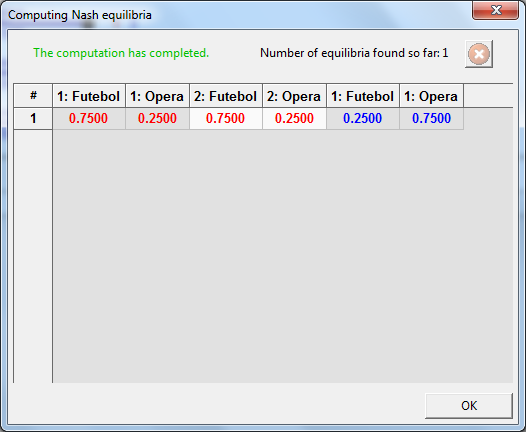 Computing Nash equilibria
The computation has completed. Number of equilibria found so far: 1
# 1: Futebol 1: Opera 2: Futebol 2: Opera 1: Futebol 1: Opera
1 0.7500 0.2500 0.7500 0.2500 0.2500 0.7500
OK